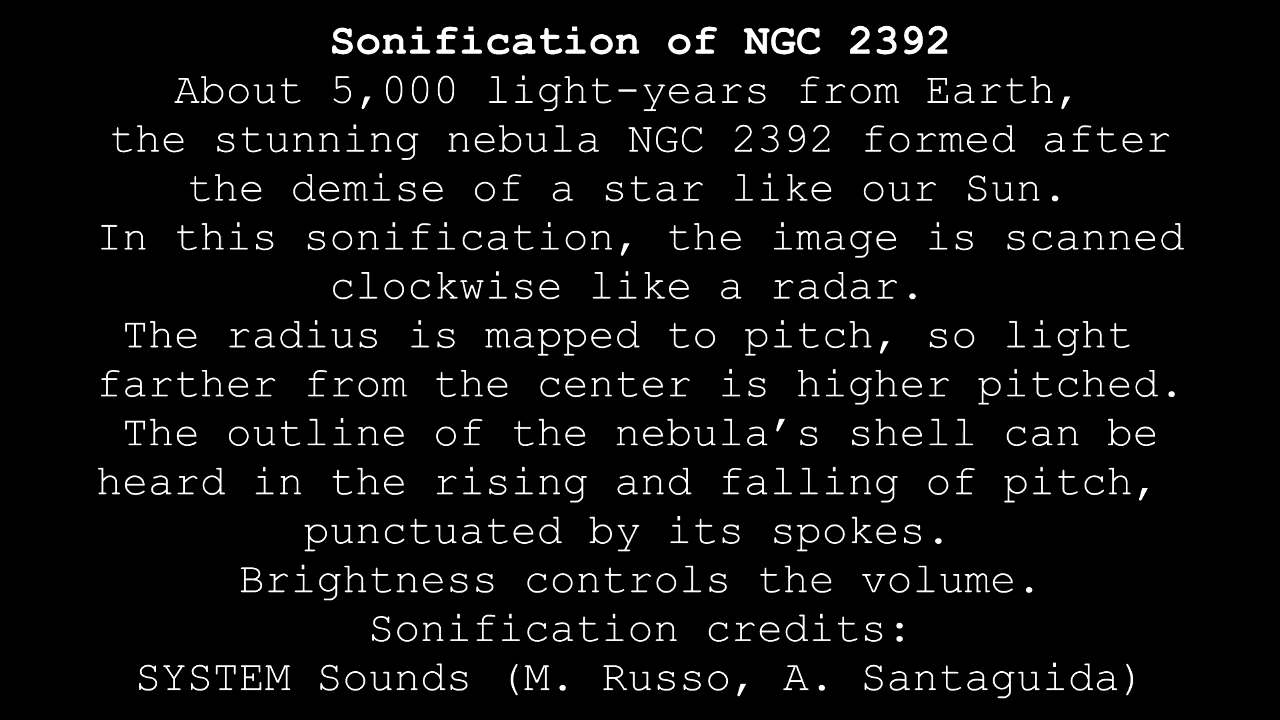 Sonification of NGC 2392
About 5,000 light-years from Earth,
the stunning nebula NGC 2392 formed after
the demise of a star like our Sun.
In this sonification, the image is scanned
clockwise like a radar.
The radius is mapped to pitch, so light
farther from the center is higher pitched.
The outline of the nebula’s shell can be
heard in the rising and falling of pitch,
punctuated by its spokes.
Brightness controls the volume.
Sonification credits:
SYSTEM Sounds (M. Russo, A. Santaguida)